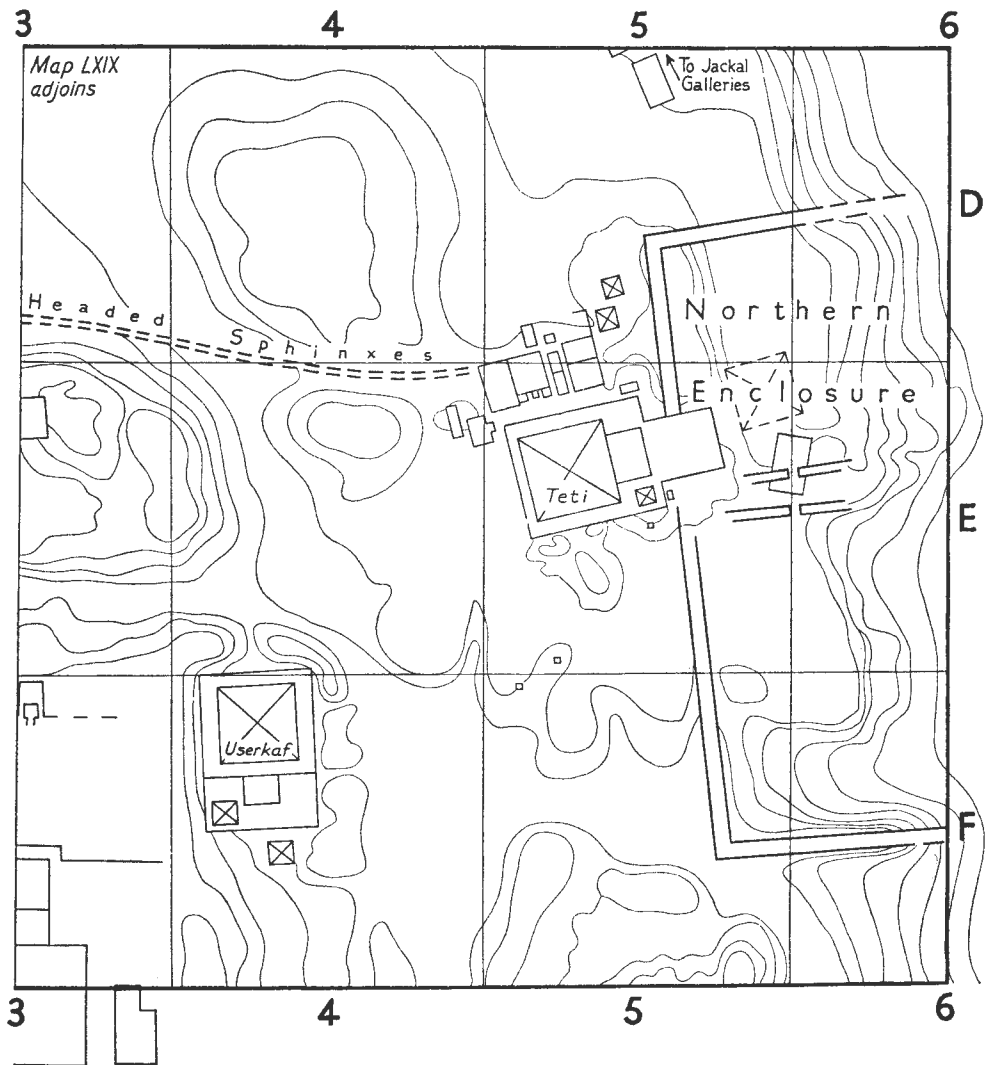 3 4 5 6
Map LXIX
adjoins
To Jackal
Galleries
D
Headed Sphinxes
Northern
Enclosure
Teti
E
Userkaf
F
3 4 5 6